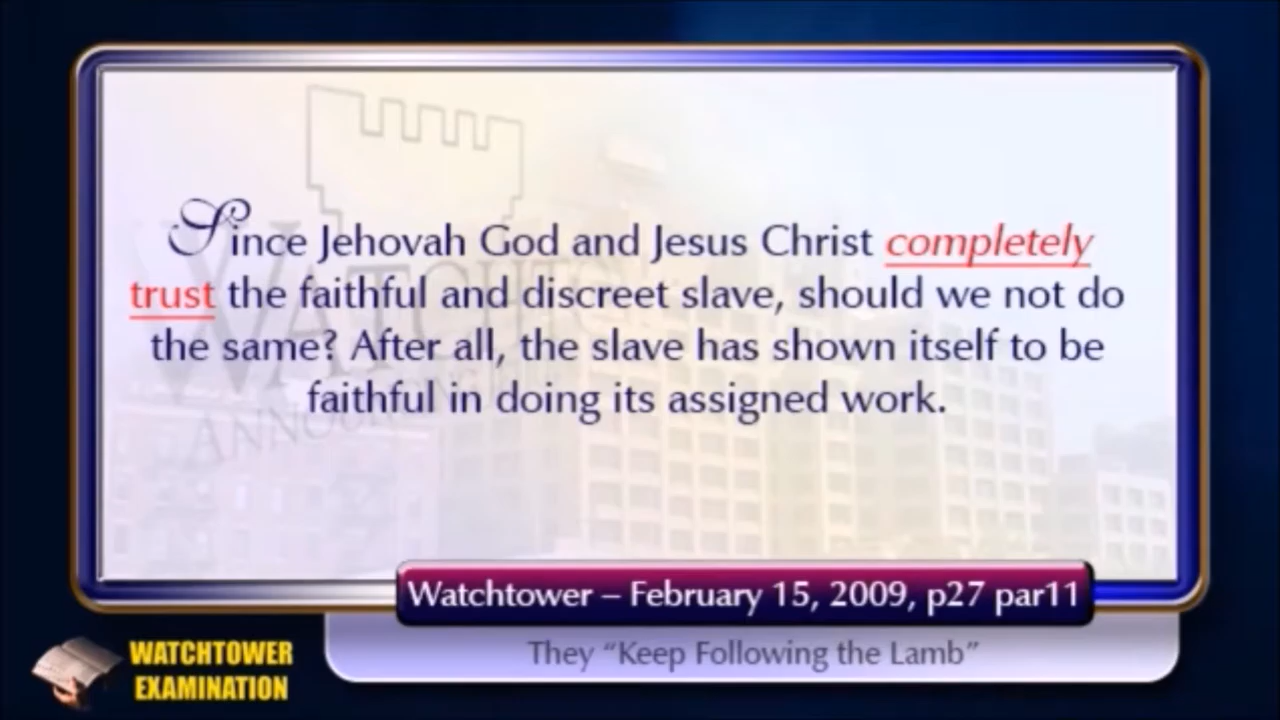 Since Jehovah God and Jesus Christ completely
trust the faithful and discreet slave, should we not do
the same? After all, the slave has shown itself to be
faithful in doing its assigned work.
Watchtower – February 15, 2009, p27 par11
They “Keep Following the Lamb”
WATCHTOWER
EXAMINATION